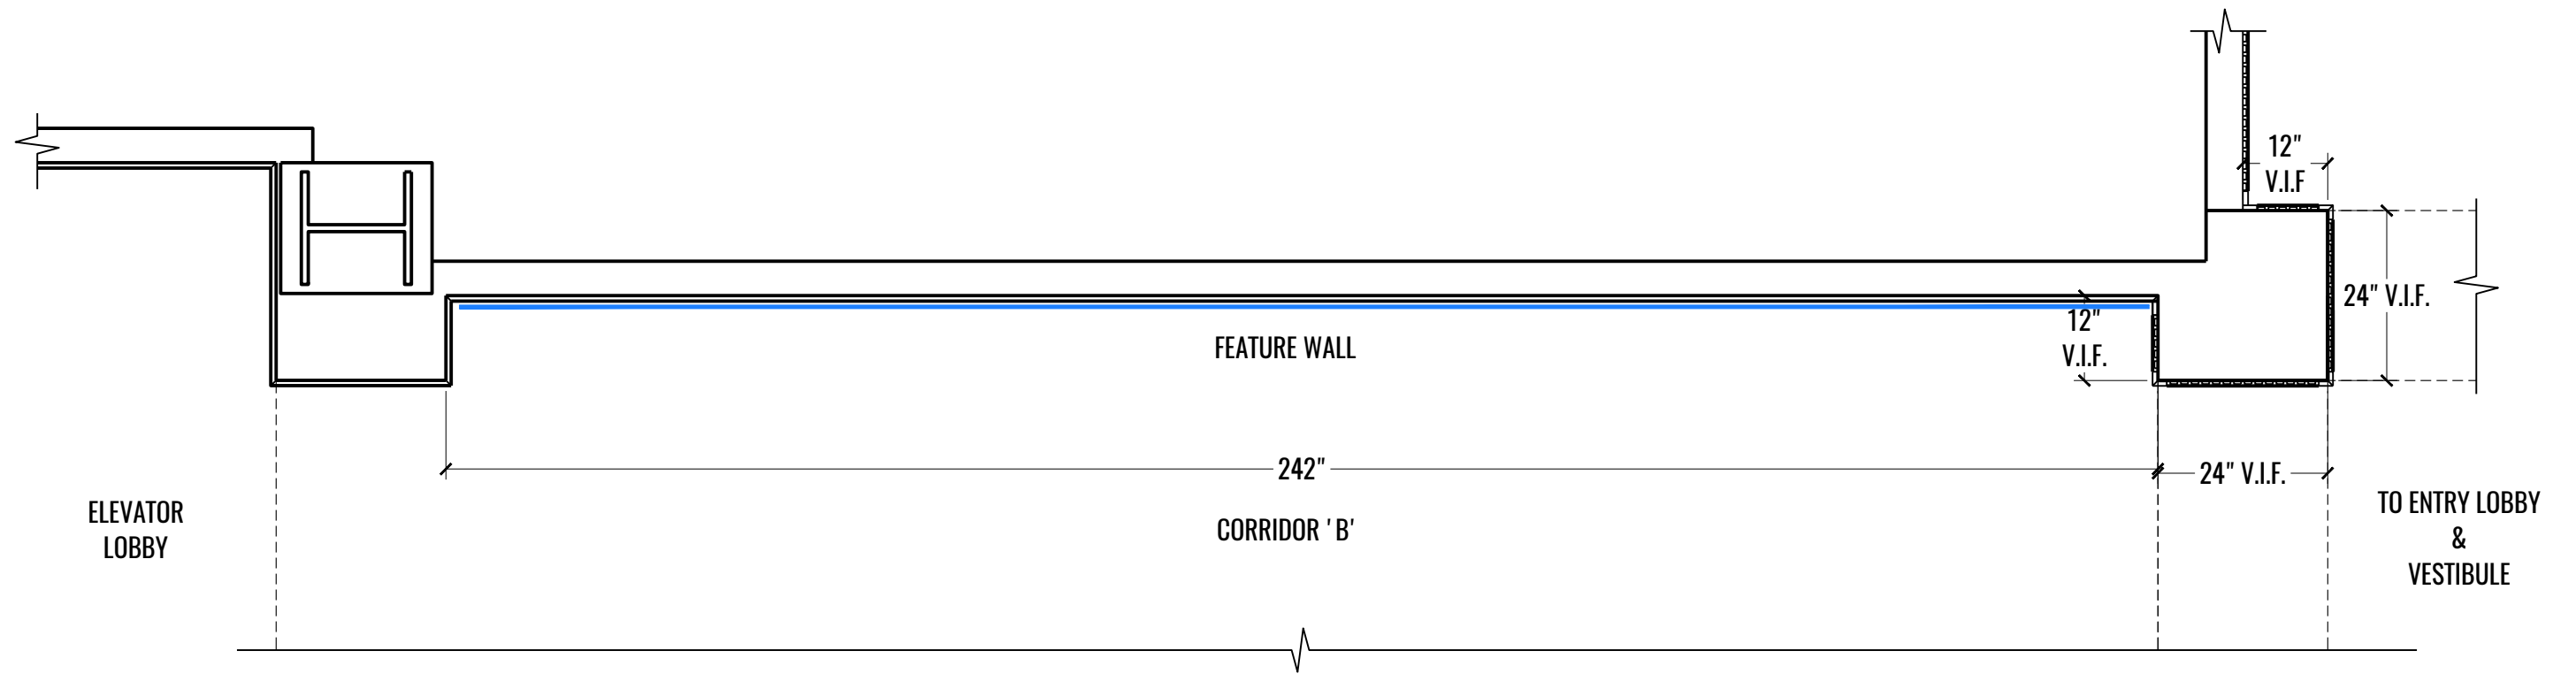 12"
V.I.F
24" V.I.F.
12"
V.I.F.
FEATURE WALL
242"
24" V.I.F.
ELEVATOR
LOBBY
CORRIDOR 'B'
TO ENTRY LOBBY
&
VESTIBULE